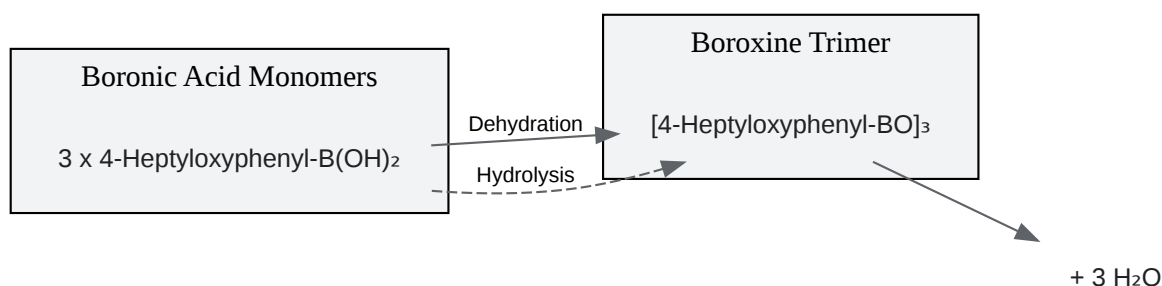 Boronic Acid Monomers
3 x 4-Heptyloxyphenyl-B(OH)₂
Dehydration
Hydrolysis
Boroxine Trimer
[4-Heptyloxyphenyl-BO]₃
+ 3 H₂O